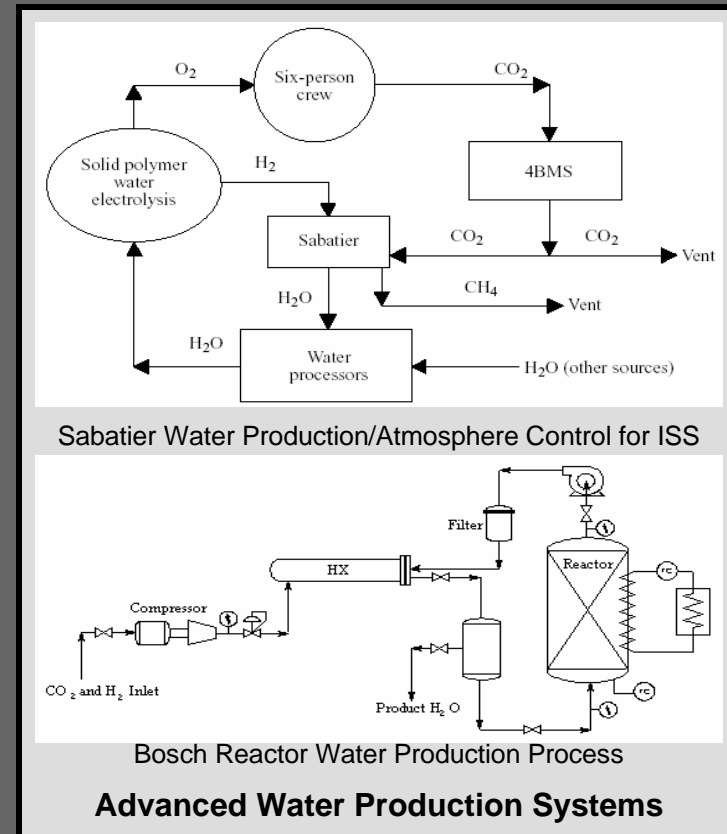 O2
Six-person
crew
CO2
Solid polymer
water
electrolysis
H2
4BMS
Sabatier
CO2
CO2
Vent
H2O
CH4
Vent
H2O
Water
processors
H2O (other sources)
Sabatier Water Production/Atmosphere Control for ISS
Filter
HX
Reactor
Compressor
CO2 and H2 Inlet
Product H2O
Bosch Reactor Water Production Process
Advanced Water Production Systems